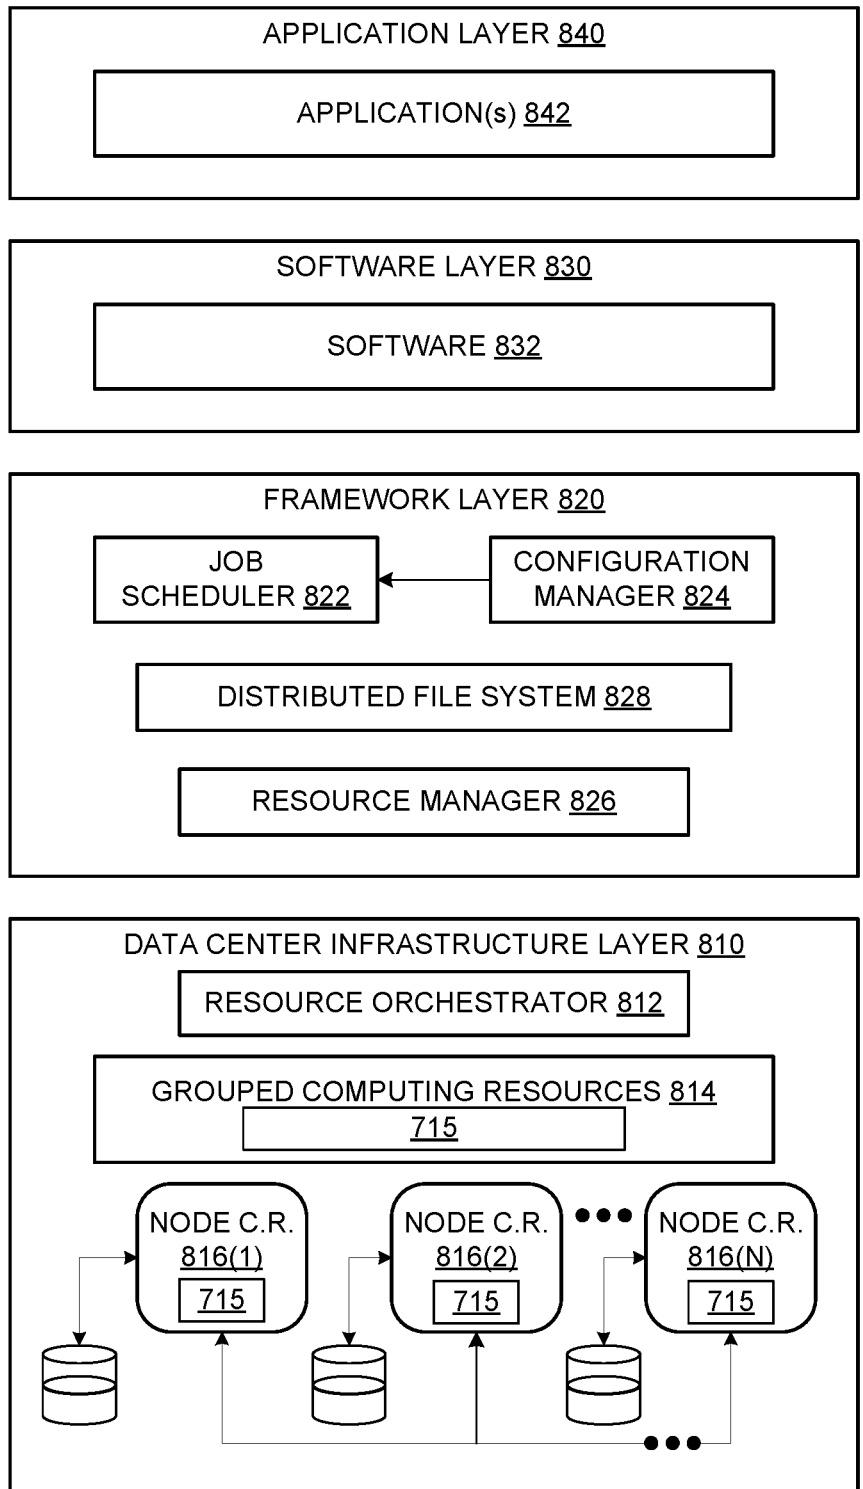 APPLICATION LAYER 840
APPLICATION(s) 842
SOFTWARE LAYER 830
SOFTWARE 832
FRAMEWORK LAYER 820
JOB
SCHEDULER 822
CONFIGURATION
MANAGER 824
DISTRIBUTED FILE SYSTEM 828
RESOURCE MANAGER 826
DATA CENTER INFRASTRUCTURE LAYER 810
RESOURCE ORCHESTRATOR 812
GROUPED COMPUTING RESOURCES 814
715
NODE C.R.
816(1)
715
NODE C.R.
816(2)
715
NODE C.R.
816(N)
715